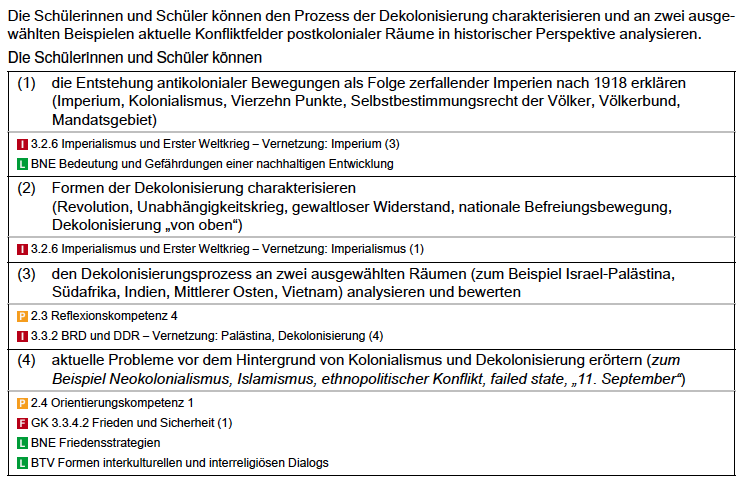 Die Schülerinnen und Schüler können den Prozess der Dekolonisierung charakterisieren und an zwei ausge-
wählten Beispielen aktuelle Konfliktfelder postkolonialer Räume in historischer Perspektive analysieren.
Die Schülerinnen und Schüler können
(1) die Entstehung antikolonialer Bewegungen als Folge zerfallender Imperien nach 1918 erklären
(Imperium, Kolonialismus, Vierzehn Punkte, Selbstbestimmungsrecht der Völker, Völkerbund,
Mandatsgebiet)
I 3.2.6 Imperialismus und Erster Weltkrieg – Vernetzung: Imperium (3)
L BNE Bedeutung und Gefährdungen einer nachhaltigen Entwicklung
(2) Formen der Dekolonisierung charakterisieren
(Revolution, Unabhängigkeitskrieg, gewaltloser Widerstand, nationale Befreiungsbewegung,
Dekolonisierung „von oben“)
I 3.2.6 Imperialismus und Erster Weltkrieg – Vernetzung: Imperialismus (1)
(3) den Dekolonisierungsprozess an zwei ausgewählten Räumen (zum Beispiel Israel-Palästina,
Südafrika, Indien, Mittlerer Osten, Vietnam) analysieren und bewerten
P 2.3 Reflexionskompetenz 4
I 3.3.2 BRD und DDR – Vernetzung: Palästina, Dekolonisierung (4)
(4) aktuelle Probleme vor dem Hintergrund von Kolonialismus und Dekolonisierung erörtern (zum
Beispiel Neokolonialismus, Islamismus, ethnopolitischer Konflikt, failed state, „11. September“)
P 2.4 Orientierungskompetenz 1
F GK 3.3.4.2 Frieden und Sicherheit (1)
L BNE Friedensstrategien
L BTV Formen interkulturellen und interreligiösen Dialogs